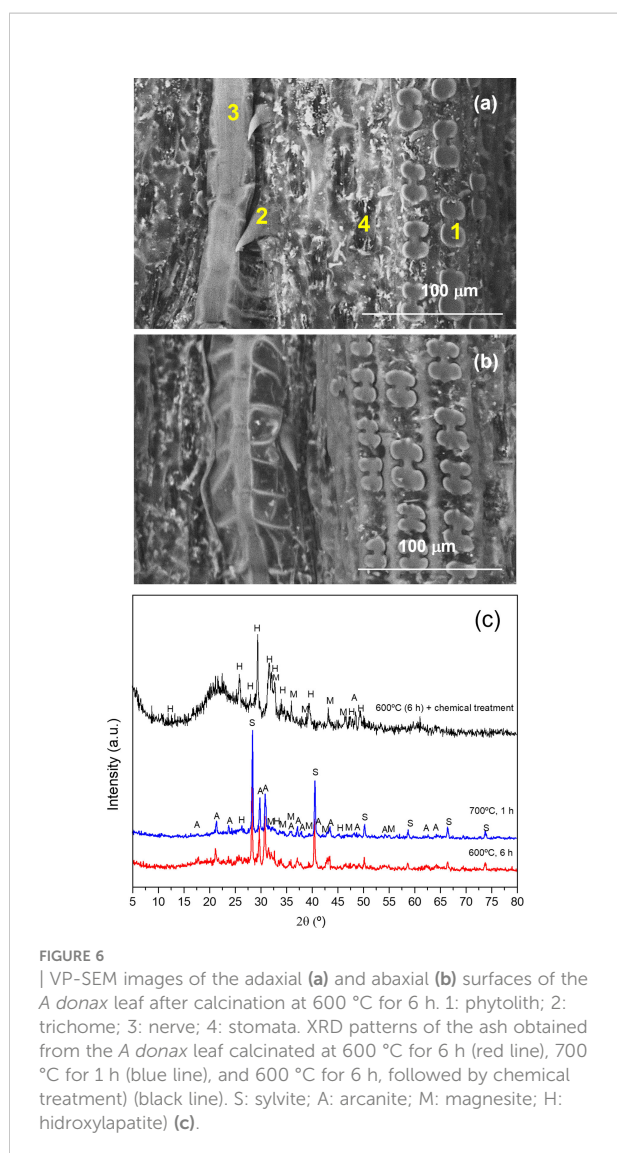 (a)
3
2
4
1
100 μm
(b)
100 μm
(c)
H
H
H
H
H
M
H
M
M
H
M
M
H
A
H
600ºC (6 h) + chemical treatment
S
S
A
A
A
A
A
H
M
H
M
M
A
A
M
A
M
A
H
M
A
S
A
M
S
A
A
S
S
700ºC, 1 h
600ºC, 6 h
Intensity (a.u.)
5 10 15 20 25 30 35 40 45 50 55 60 65 70 75 80
2θ (º)
FIGURE 6
| VP-SEM images of the adaxial (a) and abaxial (b) surfaces of the
A donax leaf after calcination at 600 °C for 6 h. 1: phytolith; 2:
trichome; 3: nerve; 4: stomata. XRD patterns of the ash obtained
from the A donax leaf calcinated at 600 °C for 6 h (red line), 700
°C for 1 h (blue line), and 600 °C for 6 h, followed by chemical
treatment) (black line). S: sylvite; A: arcanite; M: magnesite; H:
hidroxylapatite) (c).